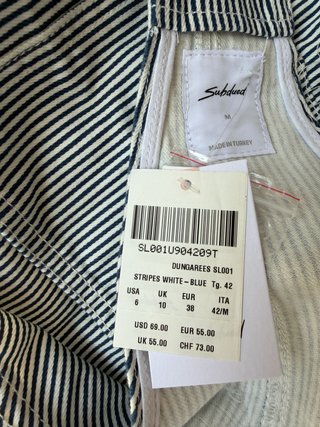 Subdued
M
MADE IN TURKEY
SL001U904209T
DUNGAREES SL001
STRIPES WHITE-BLUE Tg. 42
USA UK EUR ITA
6 10 38 42/M
USD 69.00 EUR 55.00
UK 55.00 CHF 73.00